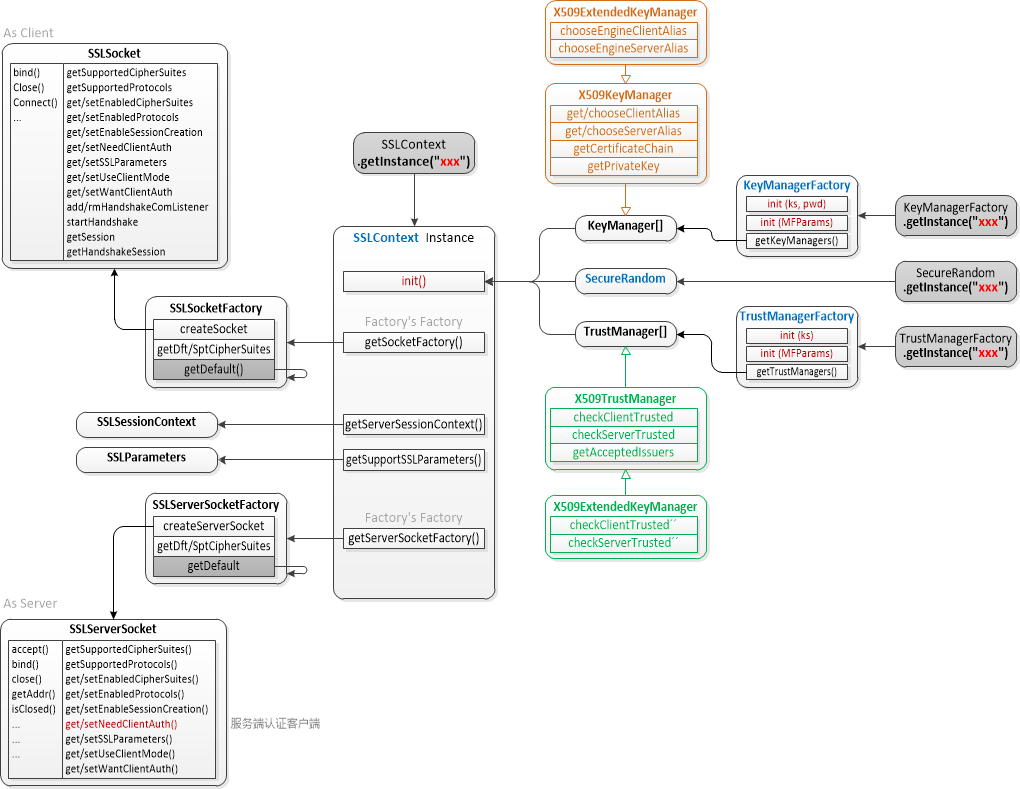 As Client
SSLSocket
bind()
Close()
Connect()
...
getSupportedCipherSuites
getSupportedProtocols
get/setEnabledCipherSuites
get/setEnabledProtocols
get/setEnableSessionCreation
get/setNeedClientAuth
get/setSSLParameters
get/setUseClientMode
get/setWantClientAuth
add/rmHandshakeComListener
startHandshake
getSession
getHandshakeSession
SSLSocketFactory
createSocket
getDft/SptCipherSuites
getDefault()
SSLSessionContext
SSLParameters
SSLServerSocketFactory
createServerSocket
getDft/SptCipherSuites
getDefault
As Server
SSLServerSocket
accept()
bind()
close()
getAddr()
isClosed()
...
...
...
getSupportedCipherSuites()
getSupportedProtocols()
get/setEnabledCipherSuites()
get/setEnabledProtocols()
get/setEnableSessionCreation()
get/setNeedClientAuth()
get/setSSLParameters()
get/setUseClientMode()
get/setWantClientAuth()
服务端认证客户端
SSLContext
.getInstance("xxx")
SSLContext Instance
init()
Factory's Factory
getSocketFactory()
getServerSessionContext()
getSupportSSLParameters()
Factory's Factory
getServerSocketFactory()
X509ExtendedKeyManager
chooseEngineClientAlias
chooseEngineServerAlias
X509KeyManager
get/chooseClientAlias
get/chooseServerAlias
getCertificateChain
getPrivateKey
KeyManager[]
SecureRandom
TrustManager[]
X509TrustManager
checkClientTrusted
checkServerTrusted
getAcceptedIssuers
X509ExtendedKeyManager
checkClientTrusted´´
checkServerTrusted´´
KeyManagerFactory
init (ks, pwd)
init (MFParams)
getKeyManagers()
TrustManagerFactory
init (ks)
init (MFParams)
getTrustManagers()
KeyManagerFactory
.getInstance("xxx")
SecureRandom
.getInstance("xxx")
TrustManagerFactory
.getInstance("xxx")